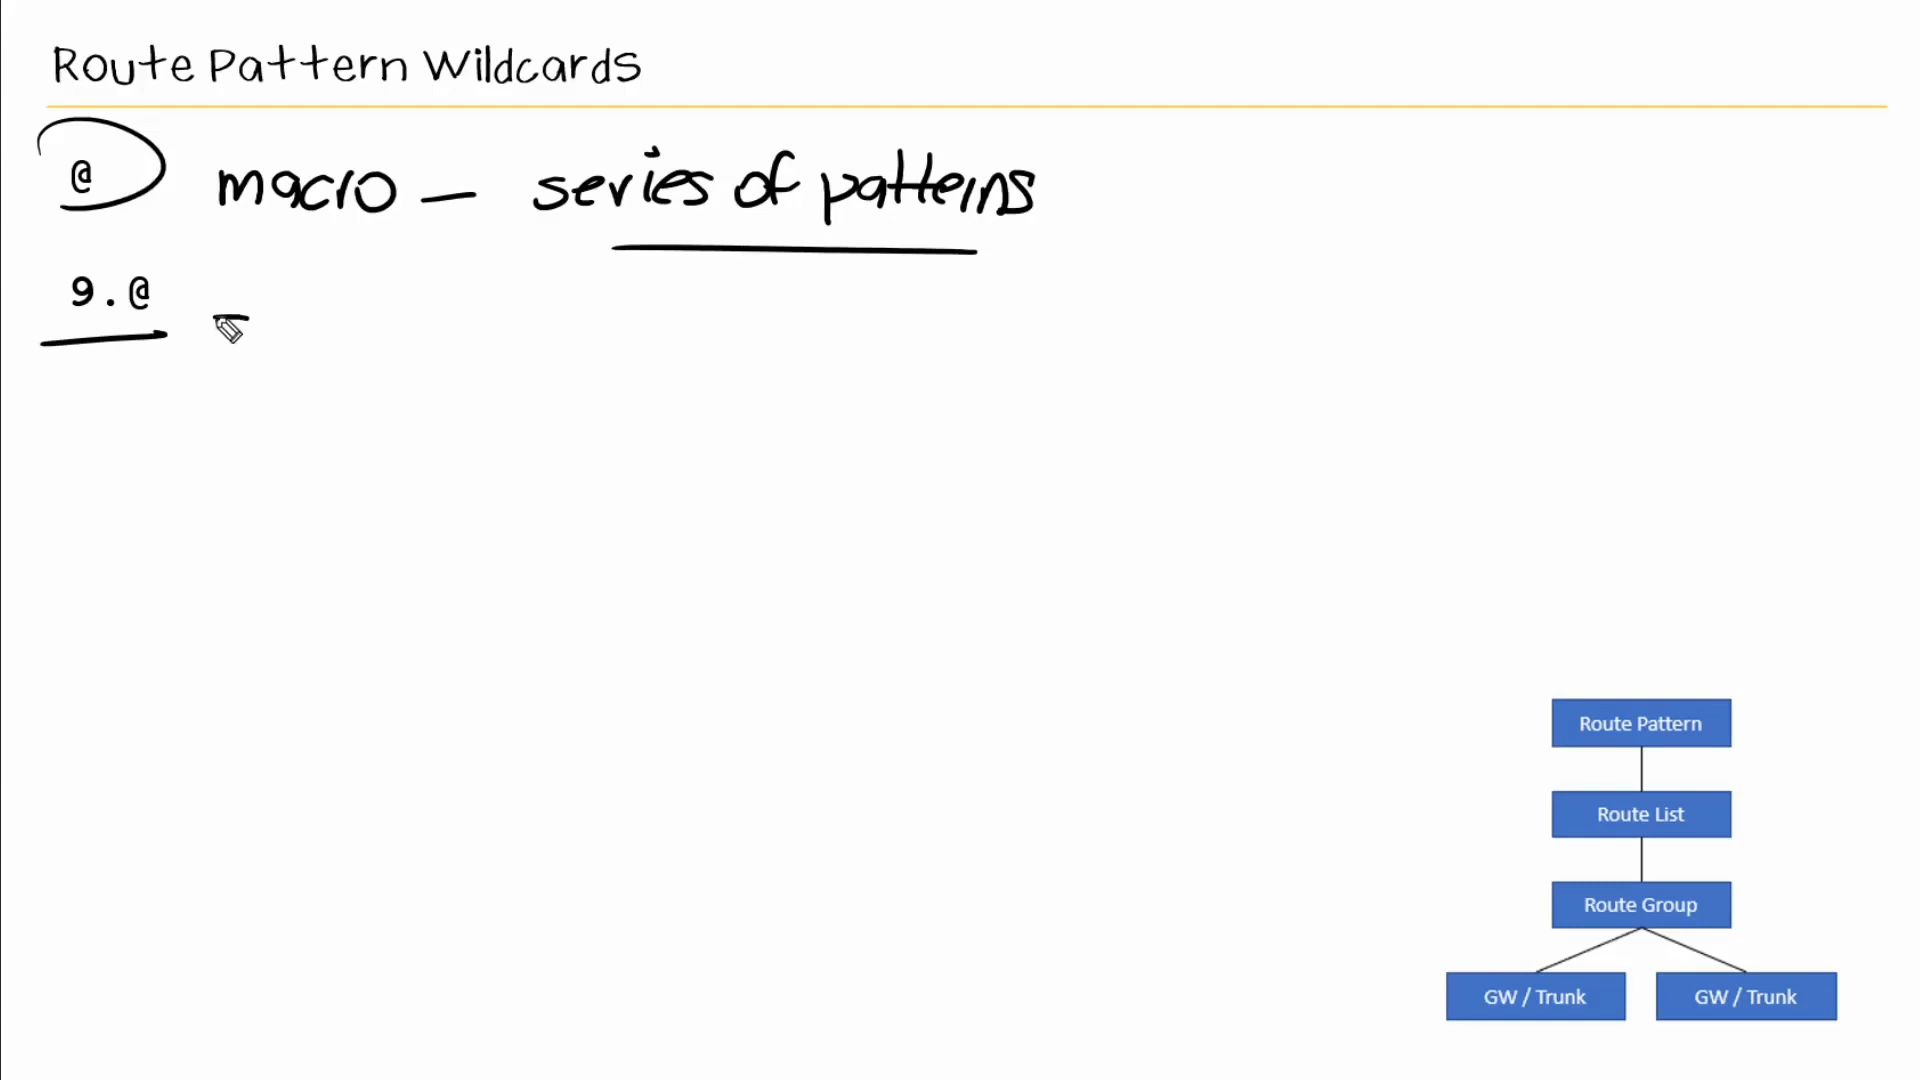 Route Pattern Wildcards
@ macro — series of patterns
9.@
Route Pattern
Route List
Route Group
GW / Trunk GW / Trunk